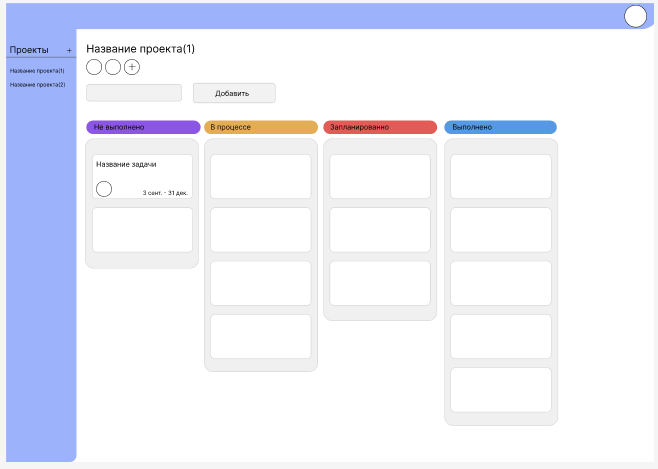 Проекты +
Название проекта(1)
Название проекта(2)
Название проекта(1)
+
Добавить
Не выполнено
В процессе
Запланированно
Выполнено
Название задачи
3 сент. - 31 дек.